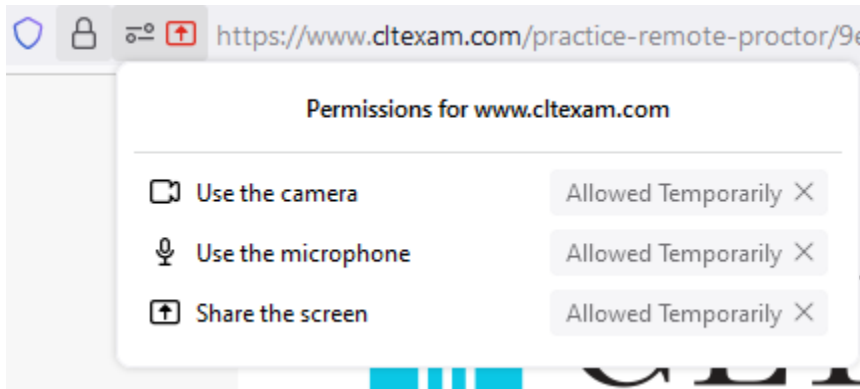 https://www.cltexam.com/practice-remote-proctor/9
Permissions for www.cltexam.com
Use the camera Allowed Temporarily
Use the microphone Allowed Temporarily
Share the screen Allowed Temporarily